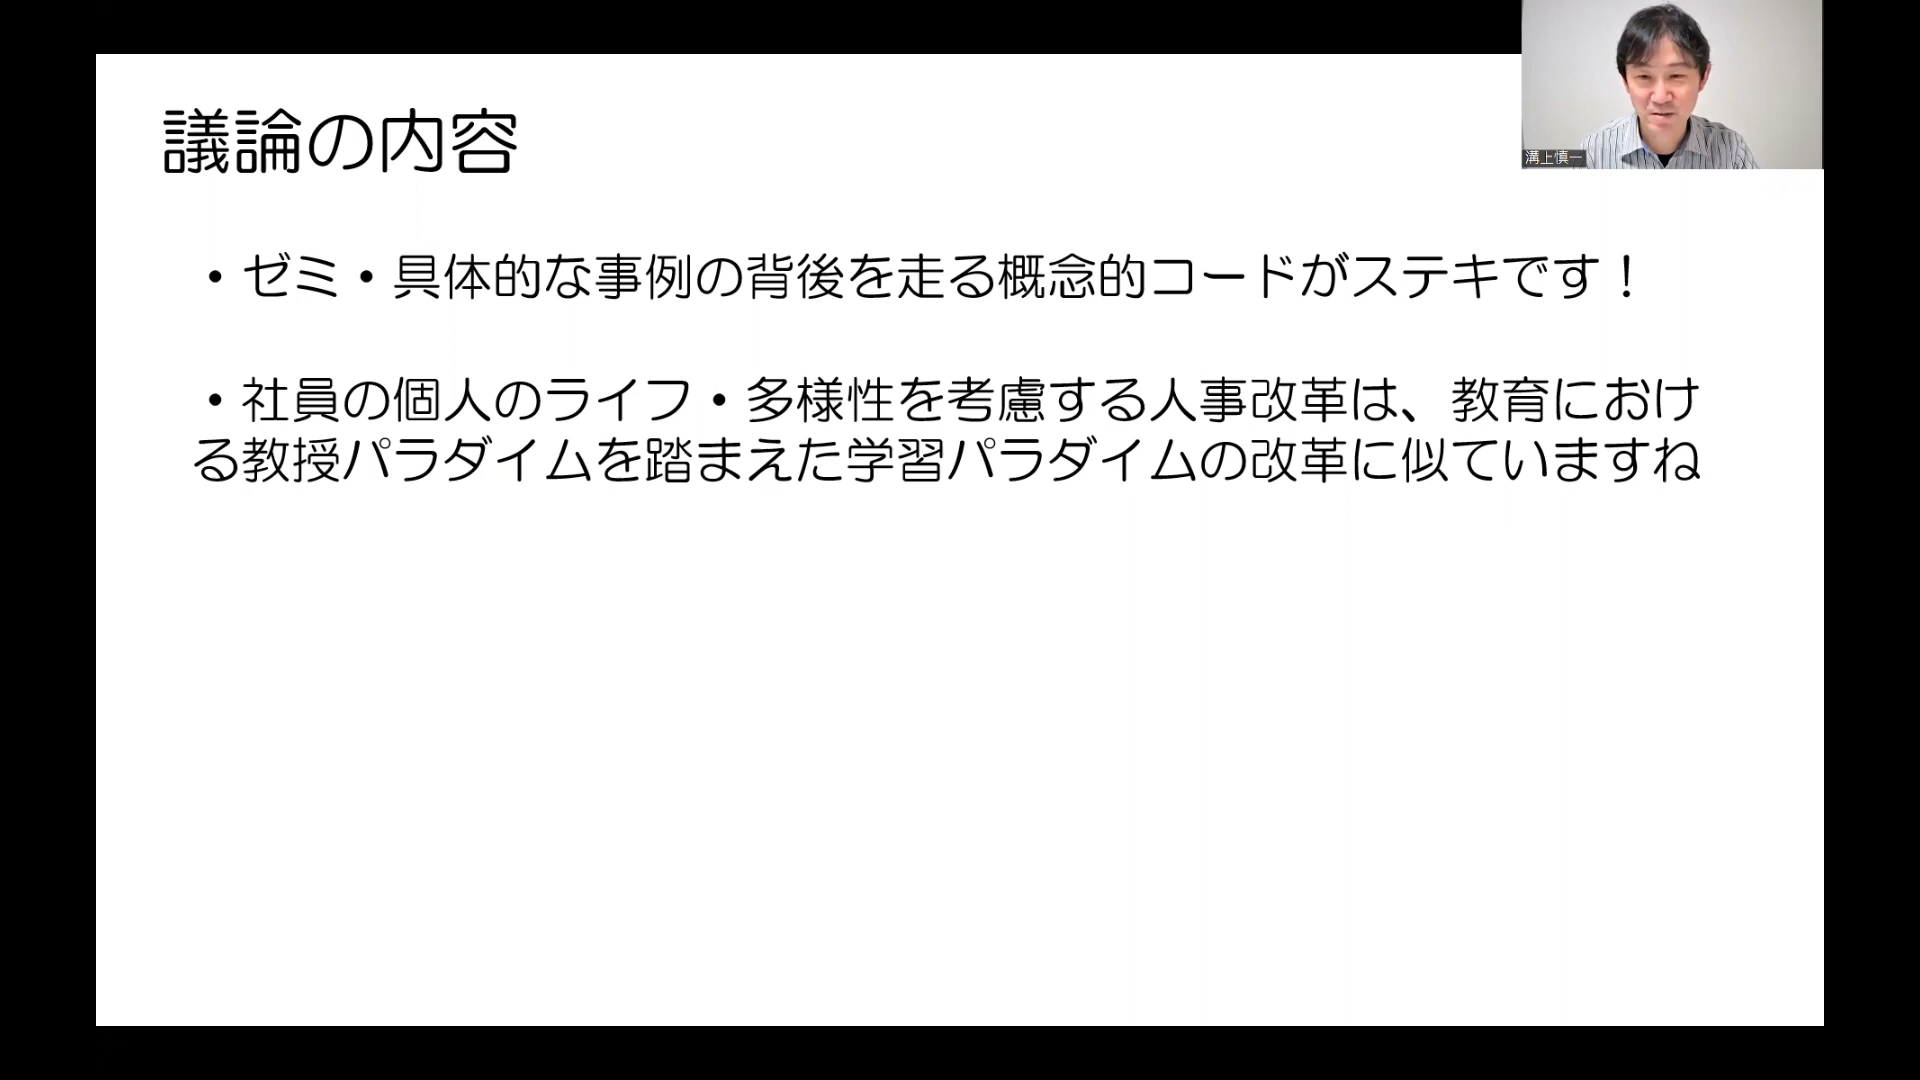 議論の内容
溝上慎一
・ゼミ・具体的な事例の背後を走る概念的コードがステキです！
・社員の個人のライフ・多様性を考慮する人事改革は、教育におけ
る教授パラダイムを踏まえた学習パラダイムの改革に似ていますね